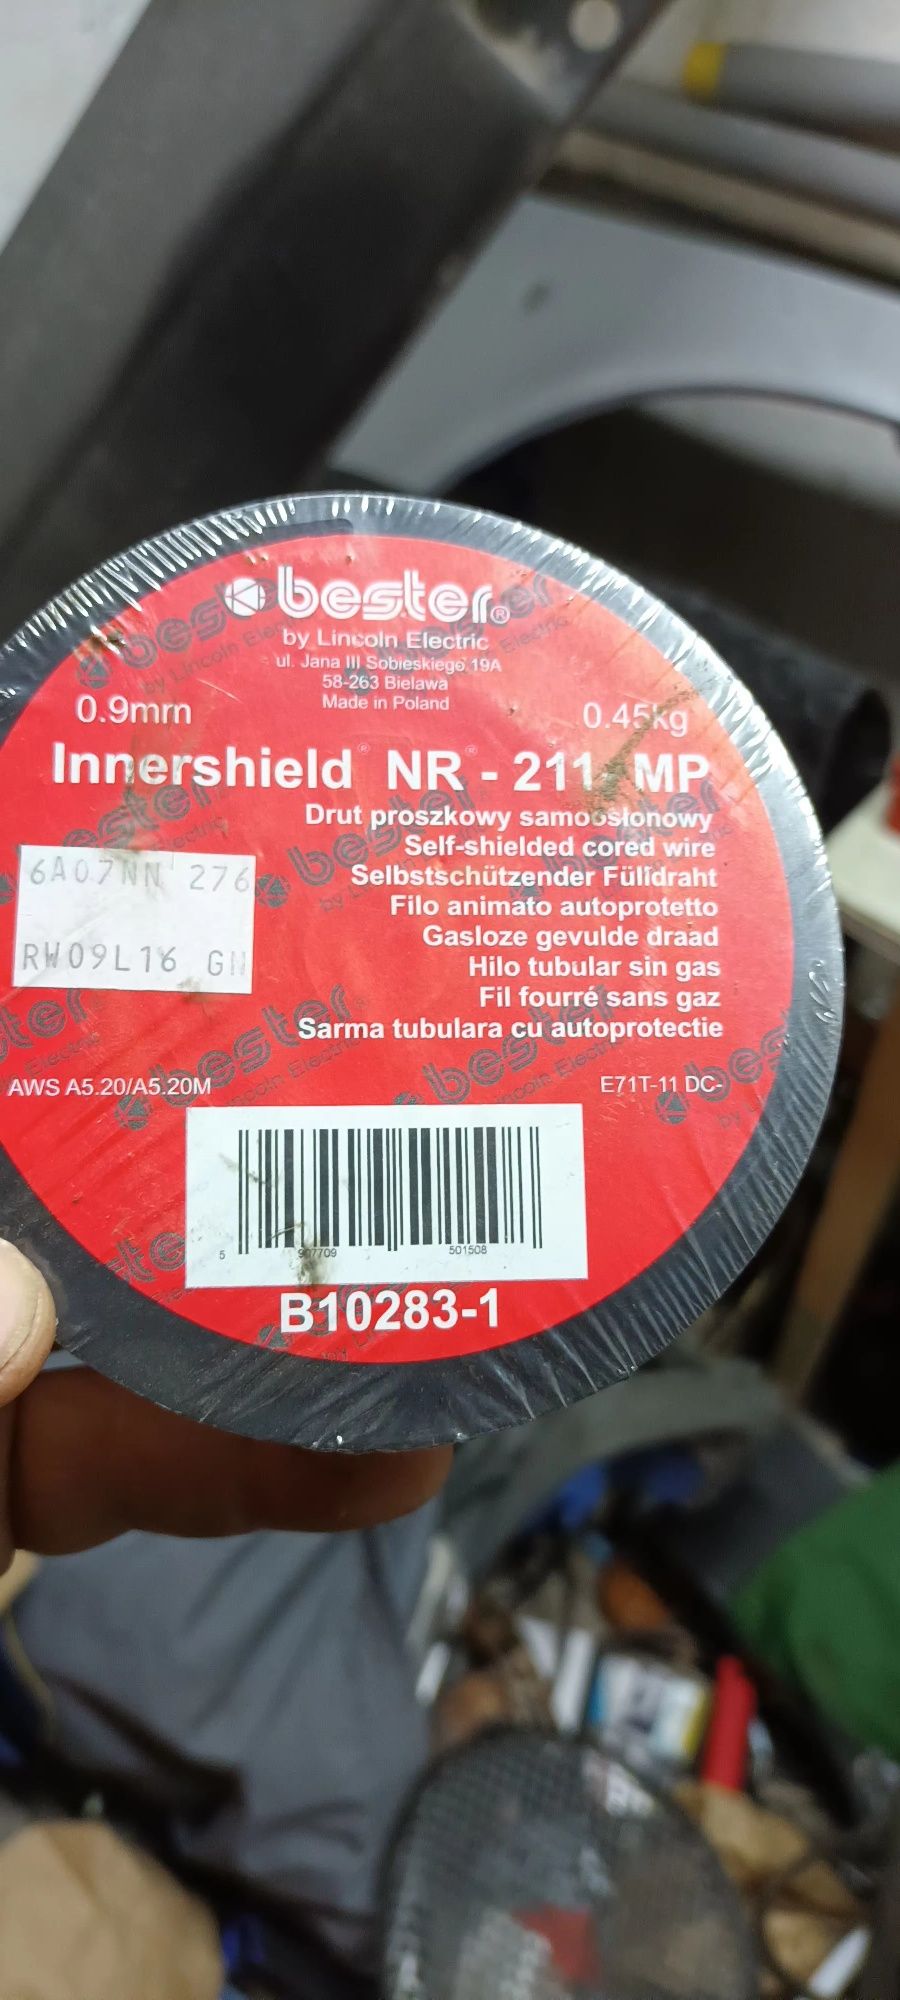 bester®
by Lincoln Electric
ul. Jana III Sobieskiego 19A
58-263 Bielawa
Made in Poland
0.9mm 0.45kg
Innershield® NR® - 211 MP
Drut proszkowy samoosłonowy
Self-shielded cored wire
Selbstschützender Fülldraht
Filo animato autoprotetto
Gasloze gevulde draad
Hilo tubular sin gas
Fil fourré sans gaz
Sarma tubulara cu autoprotectie
6A07NN 276
RW09L16 GN
AWS A5.20/A5.20M E71T-11 DC-
5 907709 501508
B10283-1